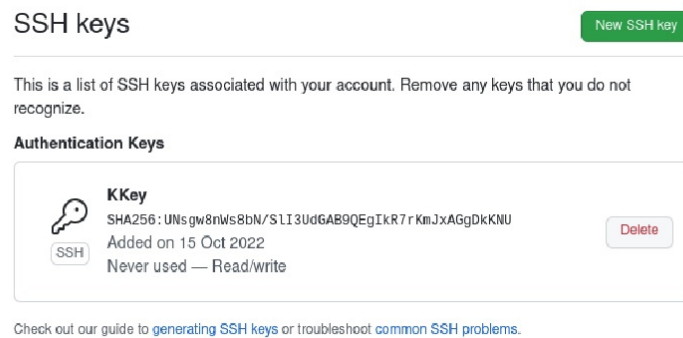 SSH keys
New SSH key
This is a list of SSH keys associated with your account. Remove any keys that you do not
recognize.
Authentication Keys
KKey
SHA256:UNsgw8nWs8bN/SlI3UdGAB9QEgIkR7rKmJxAGgDkKNU
Added on 15 Oct 2022
Never used — Read/write
SSH
Delete
Check out our guide to generating SSH keys or troubleshoot common SSH problems.